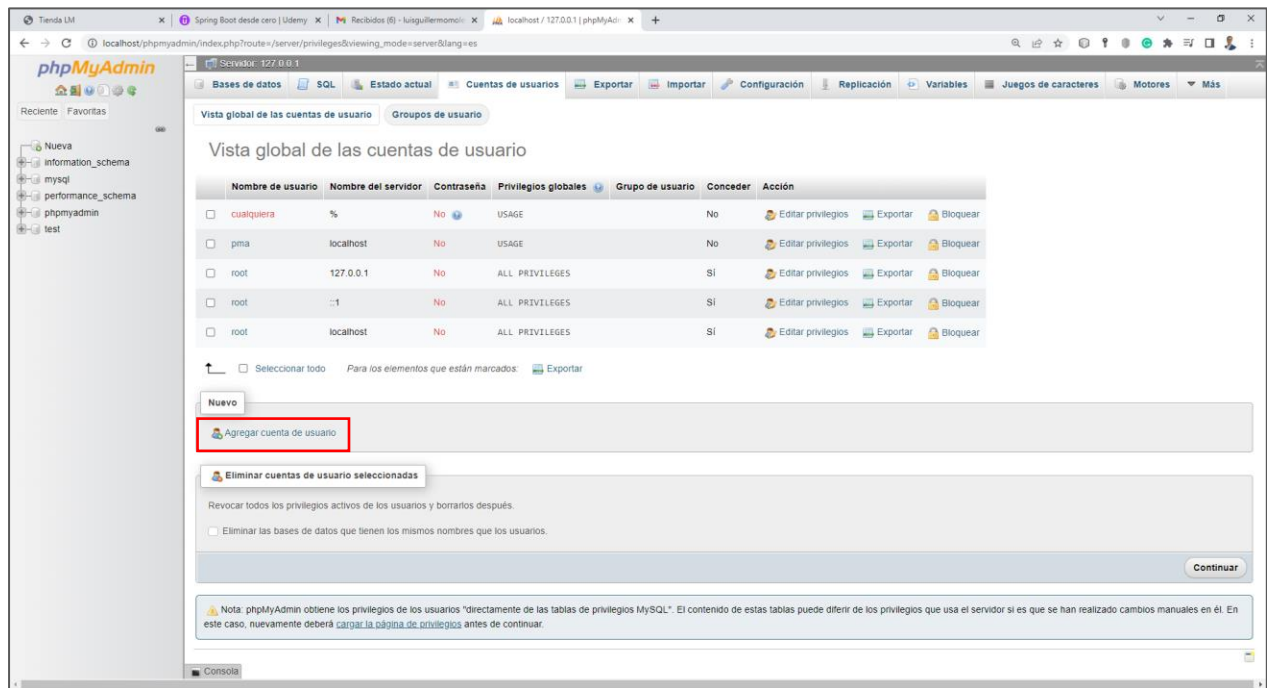 Tienda LM
Spring Boot desde cero | Udemy
Recibidos (6) - luisguillermomolc
localhost / 127.0.0.1 | phpMyAdr
localhost/phpmyadmin/index.php?route=/server/privileges&viewing_mode=server&lang=es
phpMyAdmin
Reciente Favoritas
Nueva
information_schema
mysql
performance_schema
phpmyadmin
test
Servidor: 127.0.0.1
Bases de datos SQL Estado actual Cuentas de usuarios Exportar Importar Configuración Replicación Variables Juegos de caracteres Motores Más
Vista global de las cuentas de usuario Groupos de usuario
Vista global de las cuentas de usuario
Nombre de usuario Nombre del servidor Contraseña Privilegios globales Grupo de usuario Conceder Acción
cualquiera % No USAGE No Editar privilegios Exportar Bloquear
pma localhost No USAGE No Editar privilegios Exportar Bloquear
root 127.0.0.1 No ALL PRIVILEGES Sí Editar privilegios Exportar Bloquear
root ::1 No ALL PRIVILEGES Sí Editar privilegios Exportar Bloquear
root localhost No ALL PRIVILEGES Sí Editar privilegios Exportar Bloquear
Seleccionar todo Para los elementos que están marcados: Exportar
Nuevo
Agregar cuenta de usuario
Eliminar cuentas de usuario seleccionadas
Revocar todos los privilegios activos de los usuarios y borrarlos después.
Eliminar las bases de datos que tienen los mismos nombres que los usuarios.
Continuar
Nota: phpMyAdmin obtiene los privilegios de los usuarios "directamente de las tablas de privilegios MySQL". El contenido de estas tablas puede diferir de los privilegios que usa el servidor si es que se han realizado cambios manuales en él. En
este caso, nuevamente deberá cargar la página de privilegios antes de continuar.
Consola